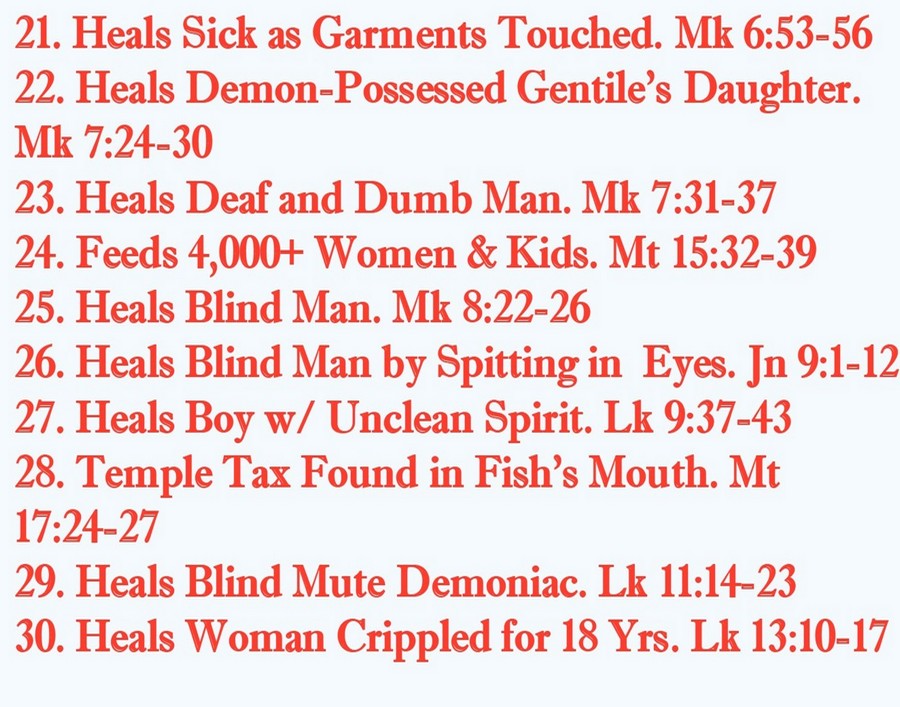 21. Heals Sick as Garments Touched. Mk 6:53-56
22. Heals Demon-Possessed Gentile’s Daughter.
Mk 7:24-30
23. Heals Deaf and Dumb Man. Mk 7:31-37
24. Feeds 4,000+ Women & Kids. Mt 15:32-39
25. Heals Blind Man. Mk 8:22-26
26. Heals Blind Man by Spitting in  Eyes. Jn 9:1-12
27. Heals Boy w/ Unclean Spirit. Lk 9:37-43
28. Temple Tax Found in Fish’s Mouth. Mt
17:24-27
29. Heals Blind Mute Demoniac. Lk 11:14-23
30. Heals Woman Crippled for 18 Yrs. Lk 13:10-17